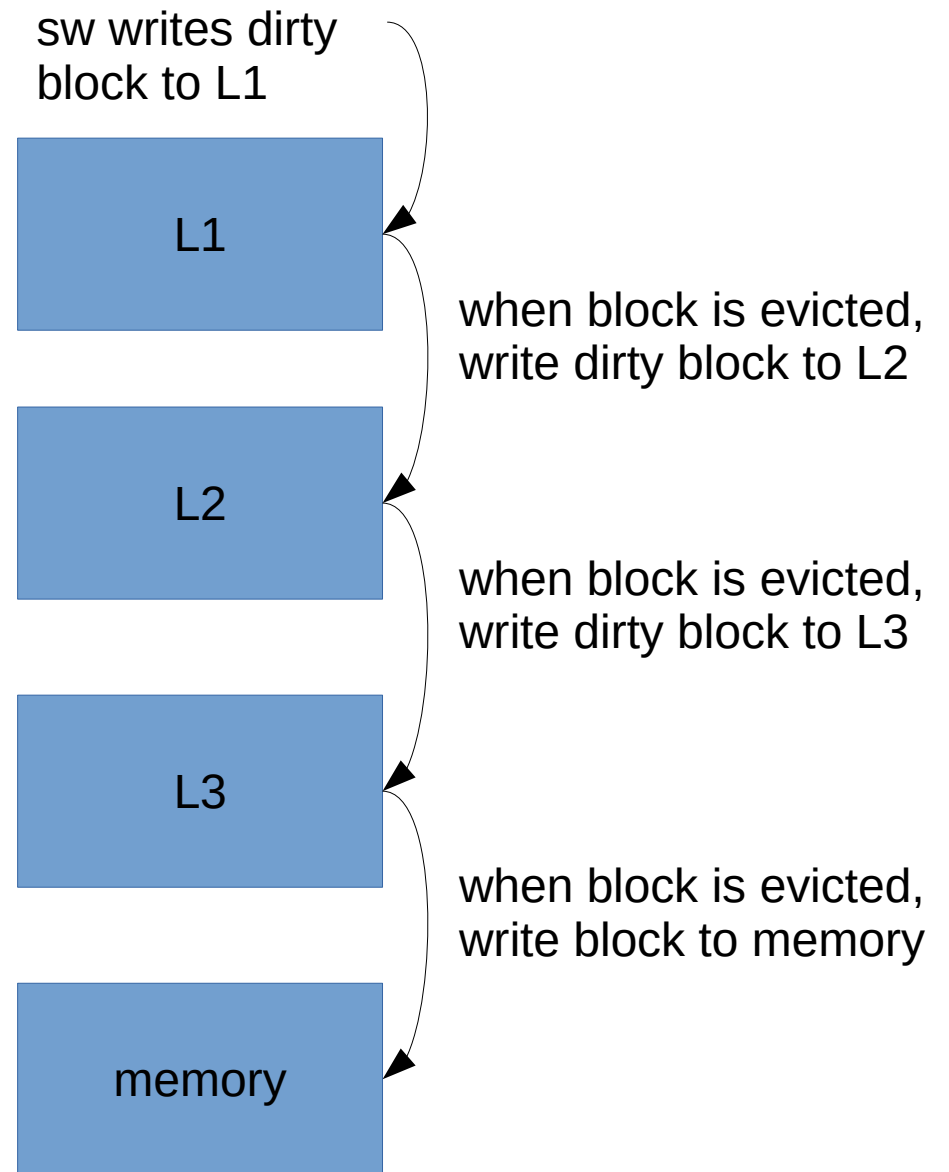 sw writes dirty
block to L1
L1
when block is evicted,
write dirty block to L2
L2
when block is evicted,
write dirty block to L3
L3
when block is evicted,
write block to memory
memory